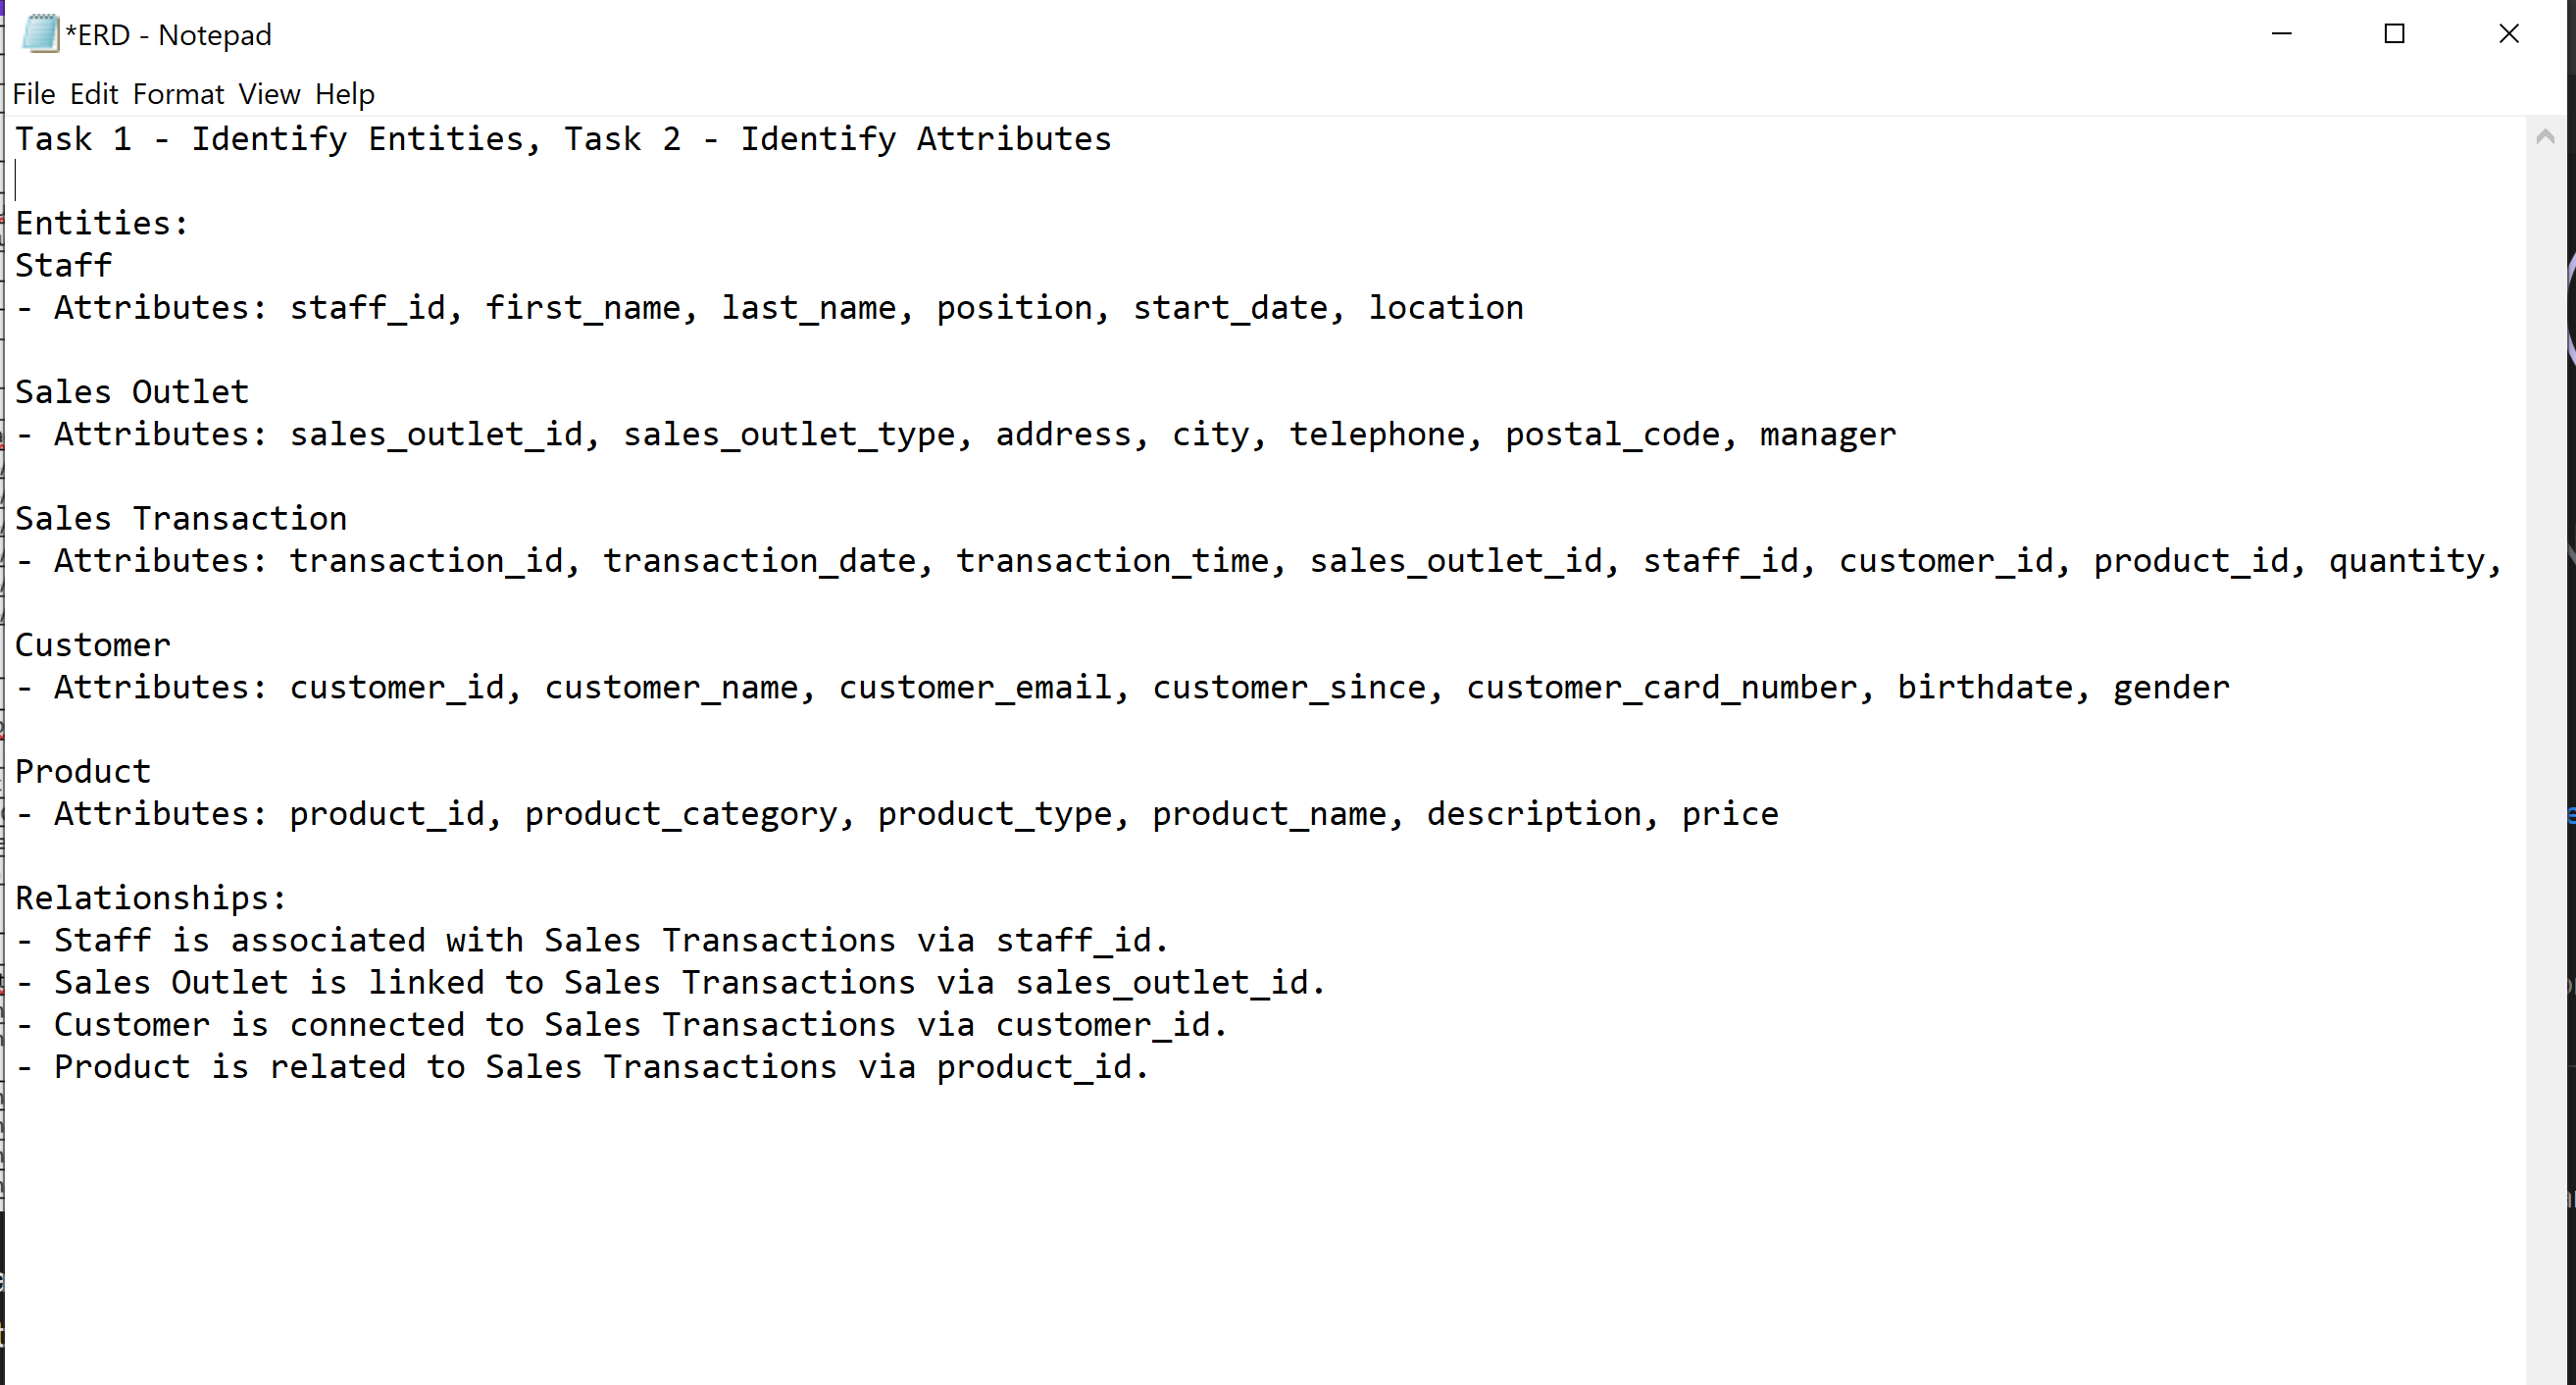 *ERD - Notepad
File Edit Format View Help
Task 1 - Identify Entities, Task 2 - Identify Attributes
Entities:
Staff
- Attributes: staff_id, first_name, last_name, position, start_date, location
Sales Outlet
- Attributes: sales_outlet_id, sales_outlet_type, address, city, telephone, postal_code, manager
Sales Transaction
- Attributes: transaction_id, transaction_date, transaction_time, sales_outlet_id, staff_id, customer_id, product_id, quantity,
Customer
- Attributes: customer_id, customer_name, customer_email, customer_since, customer_card_number, birthdate, gender
Product
- Attributes: product_id, product_category, product_type, product_name, description, price
Relationships:
- Staff is associated with Sales Transactions via staff_id.
- Sales Outlet is linked to Sales Transactions via sales_outlet_id.
- Customer is connected to Sales Transactions via customer_id.
- Product is related to Sales Transactions via product_id.